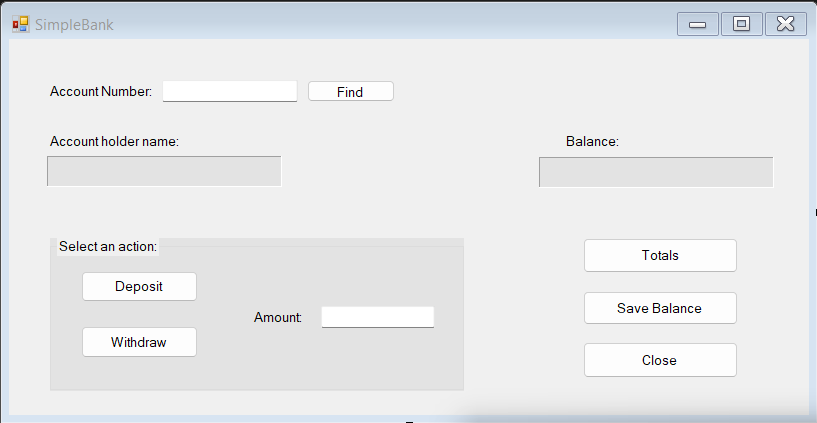 SimpleBank
Account Number:
Find
Account holder name:
Balance:
Select an action:
Deposit
Amount:
Withdraw
Totals
Save Balance
Close